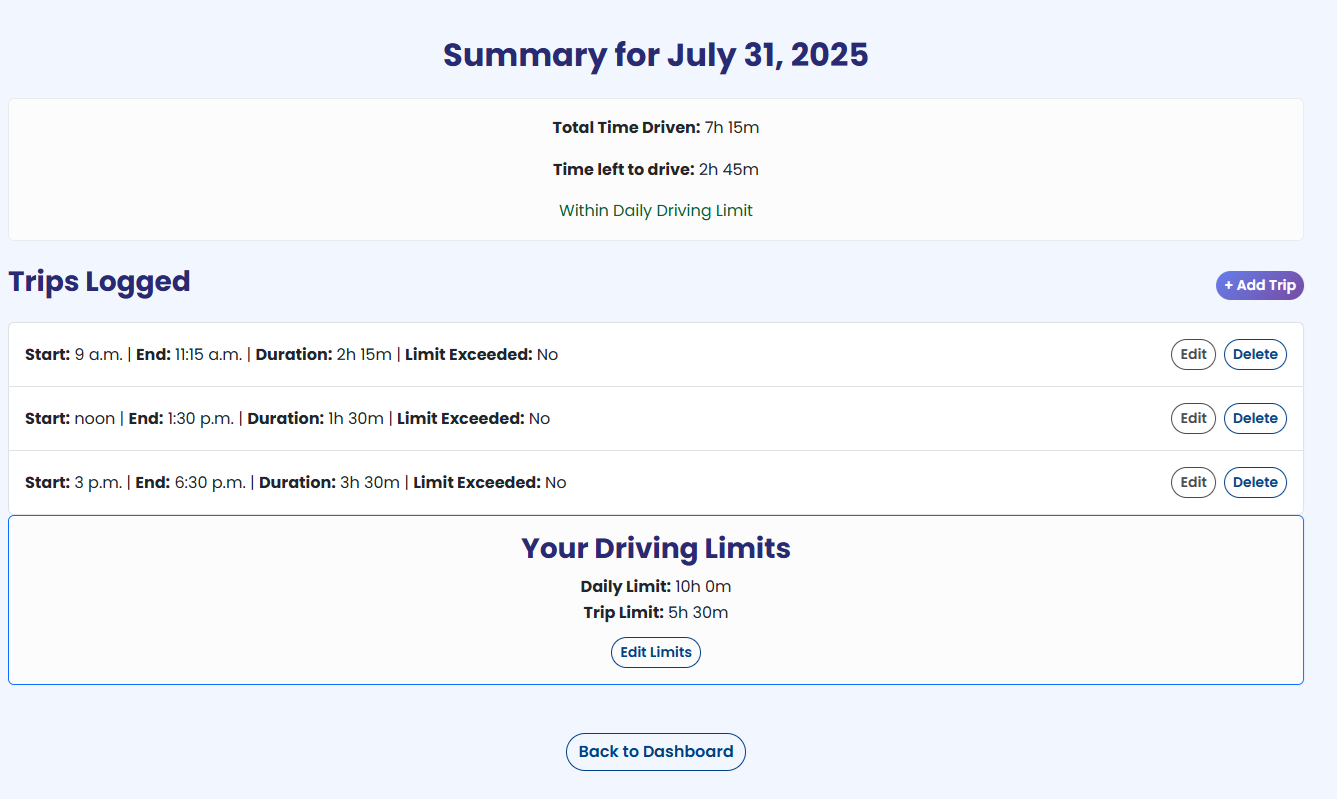 Summary for July 31, 2025
Total Time Driven: 7h 15m
Time left to drive: 2h 45m
Within Daily Driving Limit
Trips Logged
+ Add Trip
Start: 9 a.m. | End: 11:15 a.m. | Duration: 2h 15m | Limit Exceeded: No
Edit Delete
Start: noon | End: 1:30 p.m. | Duration: 1h 30m | Limit Exceeded: No
Edit Delete
Start: 3 p.m. | End: 6:30 p.m. | Duration: 3h 30m | Limit Exceeded: No
Edit Delete
Your Driving Limits
Daily Limit: 10h 0m
Trip Limit: 5h 30m
Edit Limits
Back to Dashboard